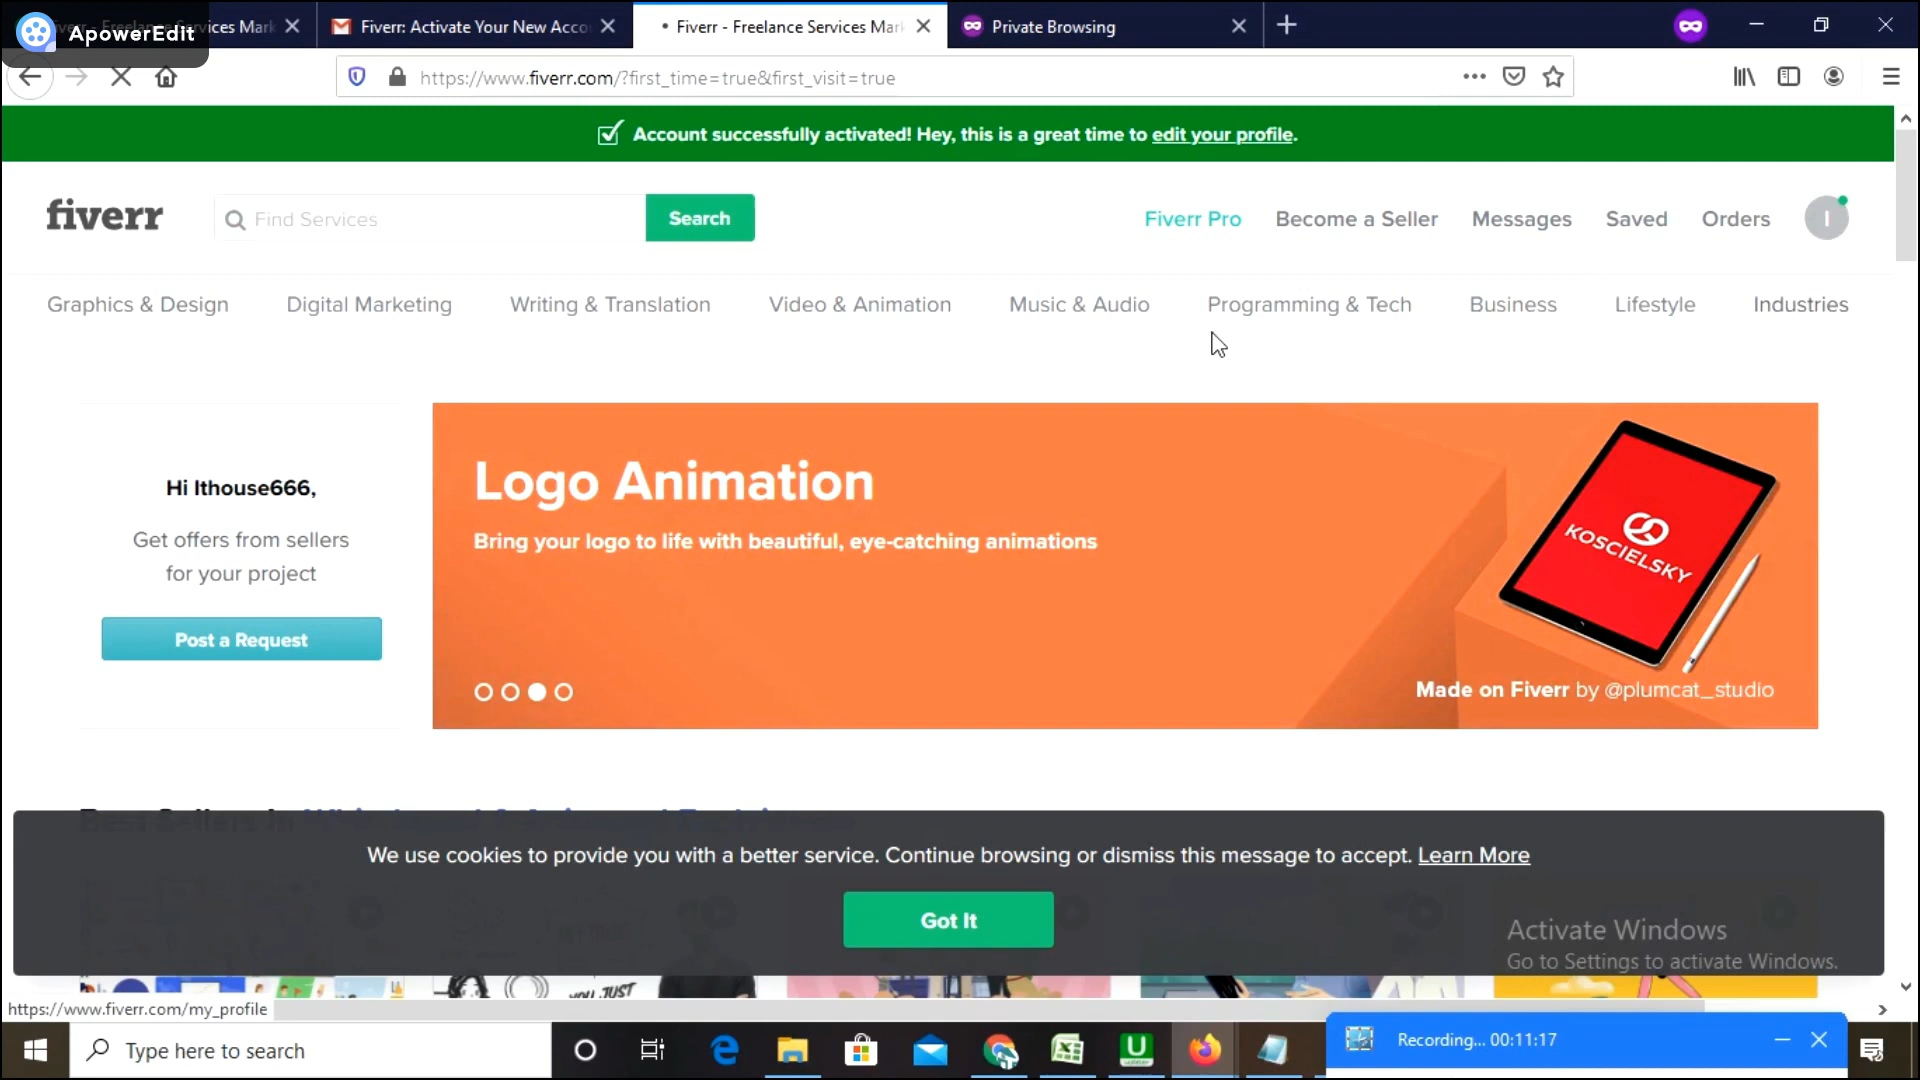 ApowerEdit
ices Mark
Fiverr: Activate Your New Acco
Fiverr - Freelance Services Mark
Private Browsing
https://www.fiverr.com/?first_time=true&first_visit=true
Account successfully activated! Hey, this is a great time to edit your profile.
fiverr
Find Services
Search
Fiverr Pro
Become a Seller
Messages
Saved
Orders
I
Graphics & Design
Digital Marketing
Writing & Translation
Video & Animation
Music & Audio
Programming & Tech
Business
Lifestyle
Industries
Hi Ithouse666,
Get offers from sellers
for your project
Post a Request
Logo Animation
Bring your logo to life with beautiful, eye-catching animations
KOSCIELSKY
Made on Fiverr by @plumcat_studio
We use cookies to provide you with a better service. Continue browsing or dismiss this message to accept. Learn More
Got It
Activate Windows
Go to Settings to activate Windows.
YOU JUST
https://www.fiverr.com/my_profile
Type here to search
Recording... 00:11:17